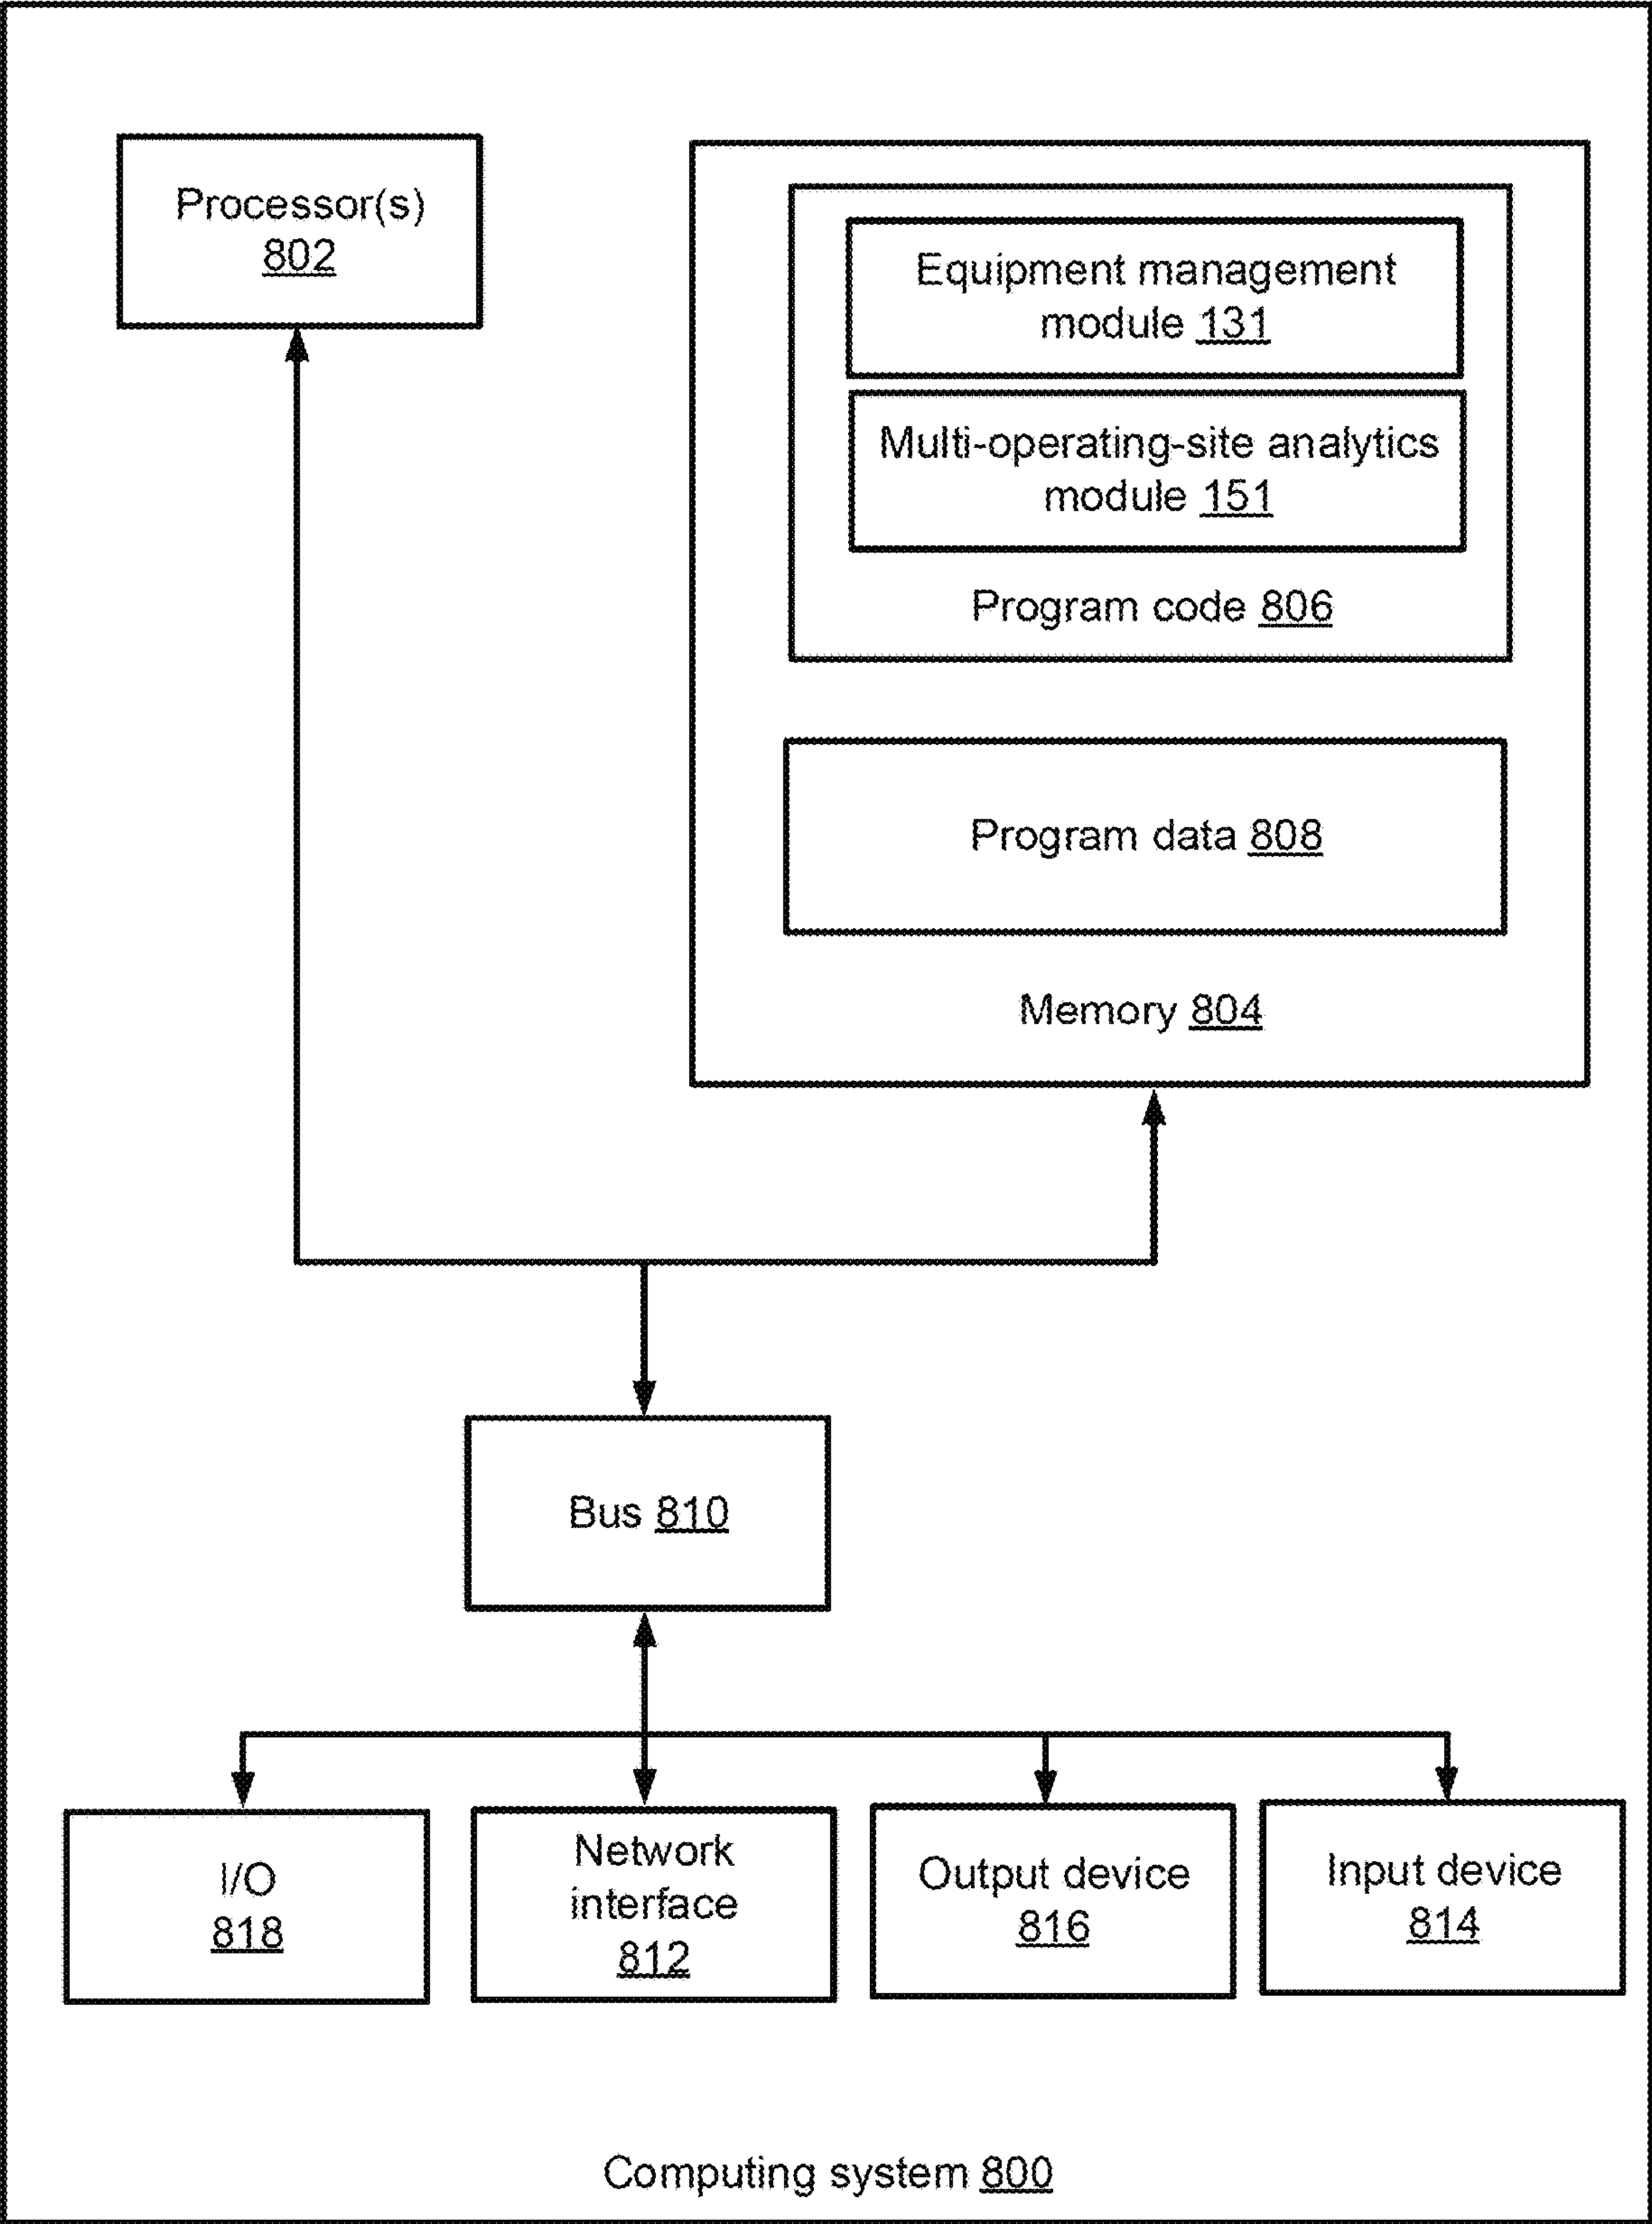 Processor(s)
802
Equipment management
module 131
Multi-operating-site analytics
module 151
Program code 806
Program data 808
Memory 804
Bus 810
I/O
818
Network
interface
812
Output device
816
Input device
814
Computing system 800